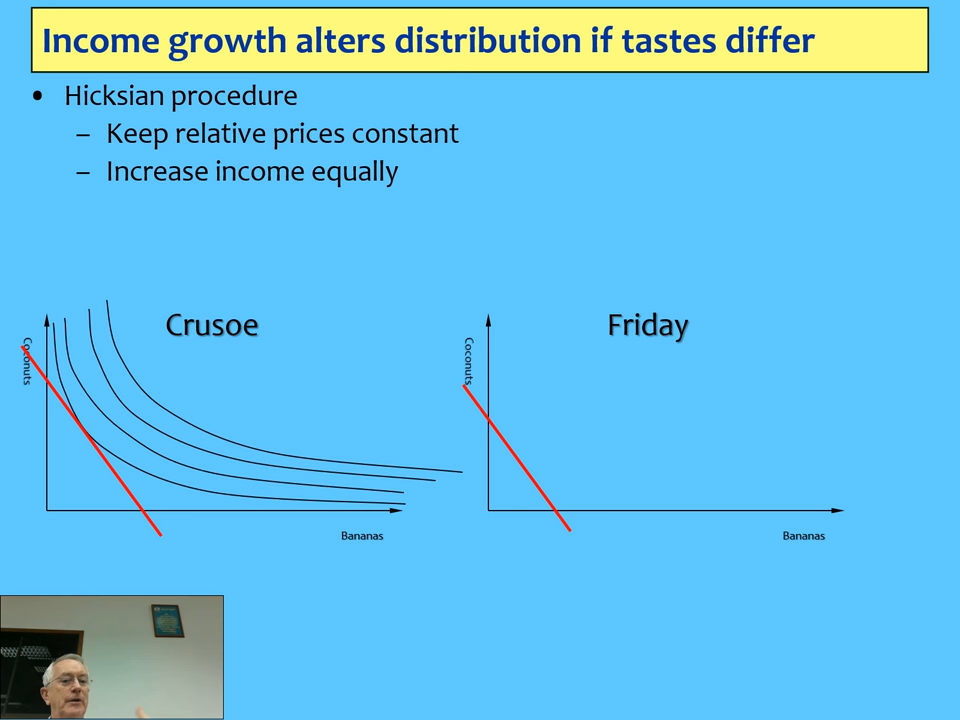 Income growth alters distribution if tastes differ
• Hicksian procedure
– Keep relative prices constant
– Increase income equally
Crusoe
Friday
Coconuts
Coconuts
Bananas
Bananas